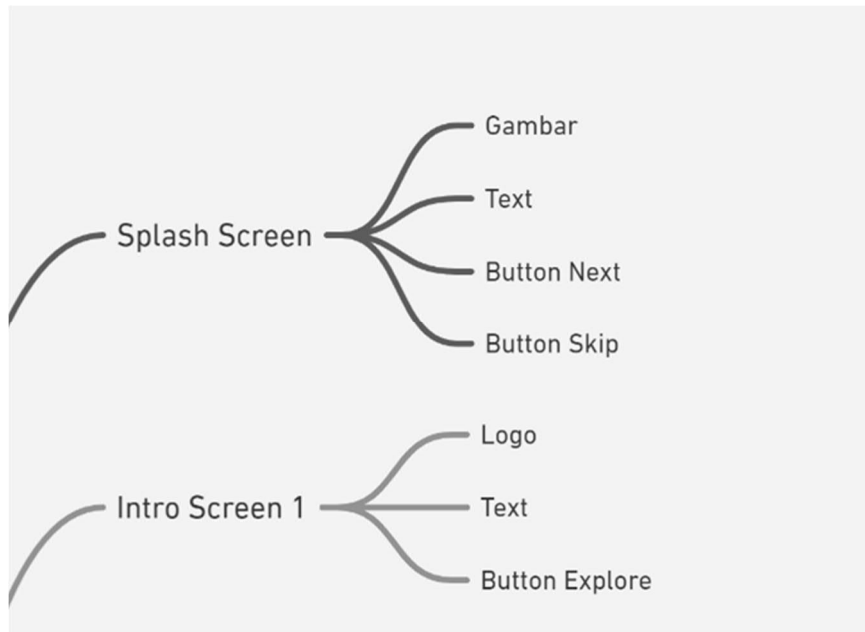 Splash Screen
Gambar
Text
Button Next
Button Skip
Intro Screen 1
Logo
Text
Button Explore